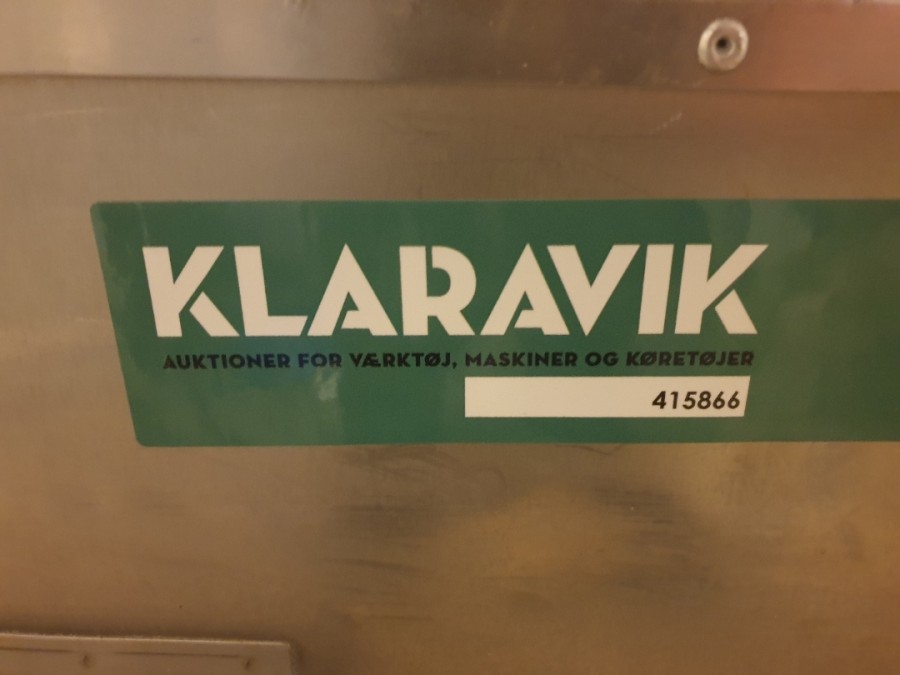 KLARAVIK
AUKTIONER FOR VÆRKTØJ, MASKINER OG KØRETØJER
415866